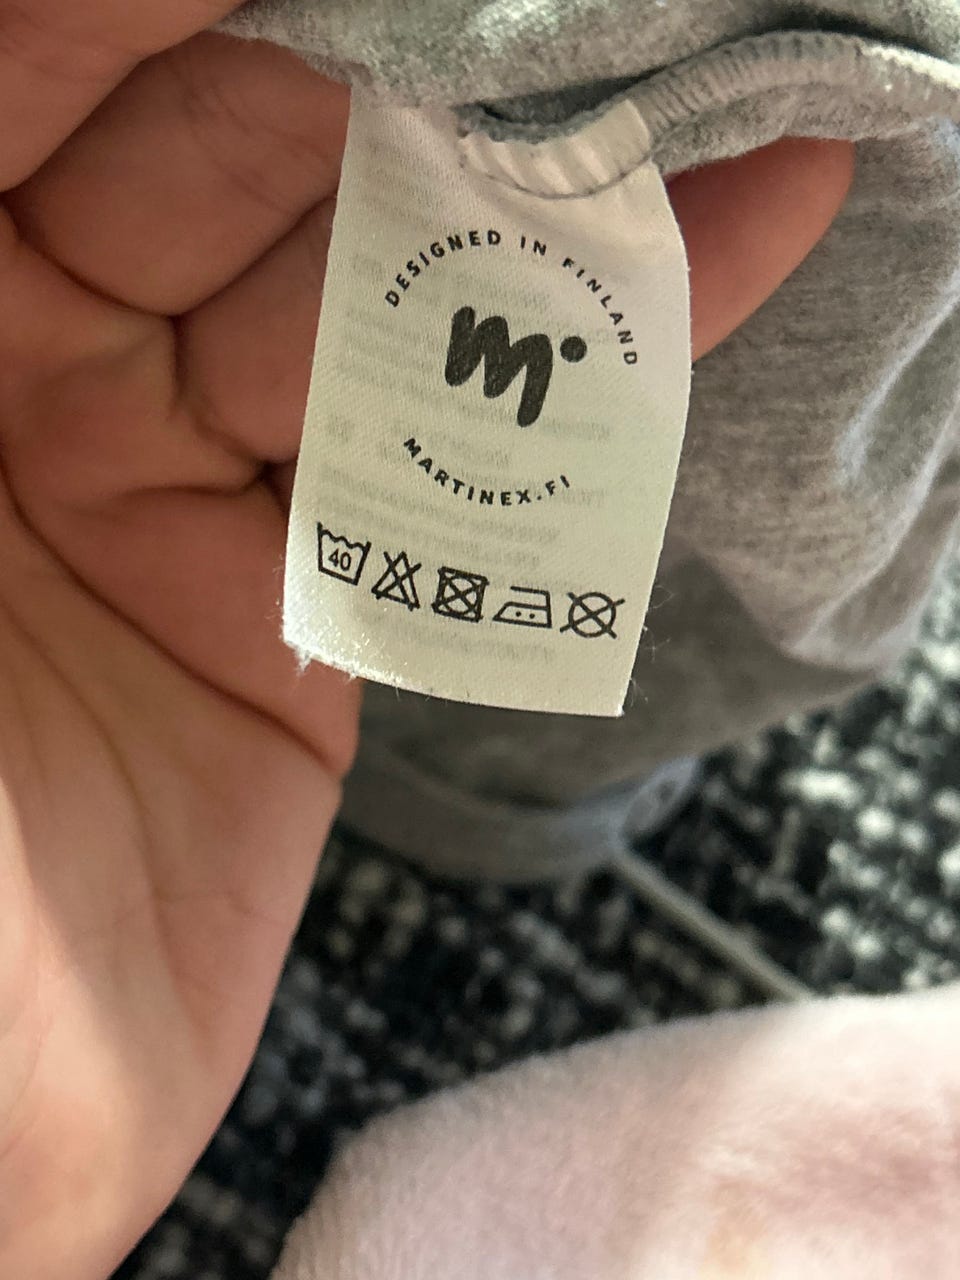 DESIGNED IN FINLAND
m
MARTINEX.FI
40